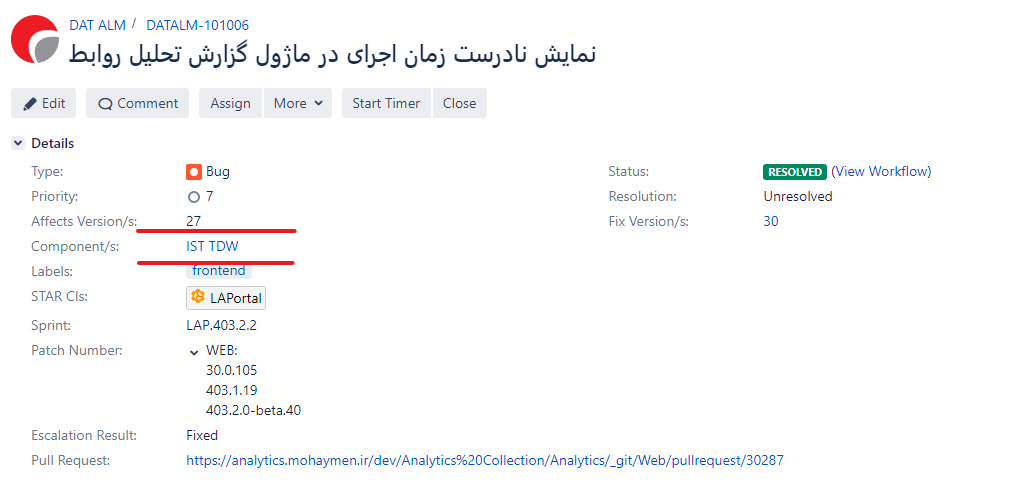 DAT ALM / DATALM-101006
نمایش نادرست زمان اجرای در ماژول گزارش تحلیل روابط
Edit Comment Assign More Start Timer Close
Details
Type: Bug
Status: RESOLVED (View Workflow)
Priority: 7
Resolution: Unresolved
Affects Version/s: 27
Fix Version/s: 30
Component/s: IST TDW
Labels: frontend
STAR CIs: LAPortal
Sprint: LAP.403.2.2
Patch Number: WEB:
30.0.105
403.1.19
403.2.0-beta.40
Escalation Result: Fixed
Pull Request: https://analytics.mohaymen.ir/dev/Analytics%20Collection/Analytics/_git/Web/pullrequest/30287